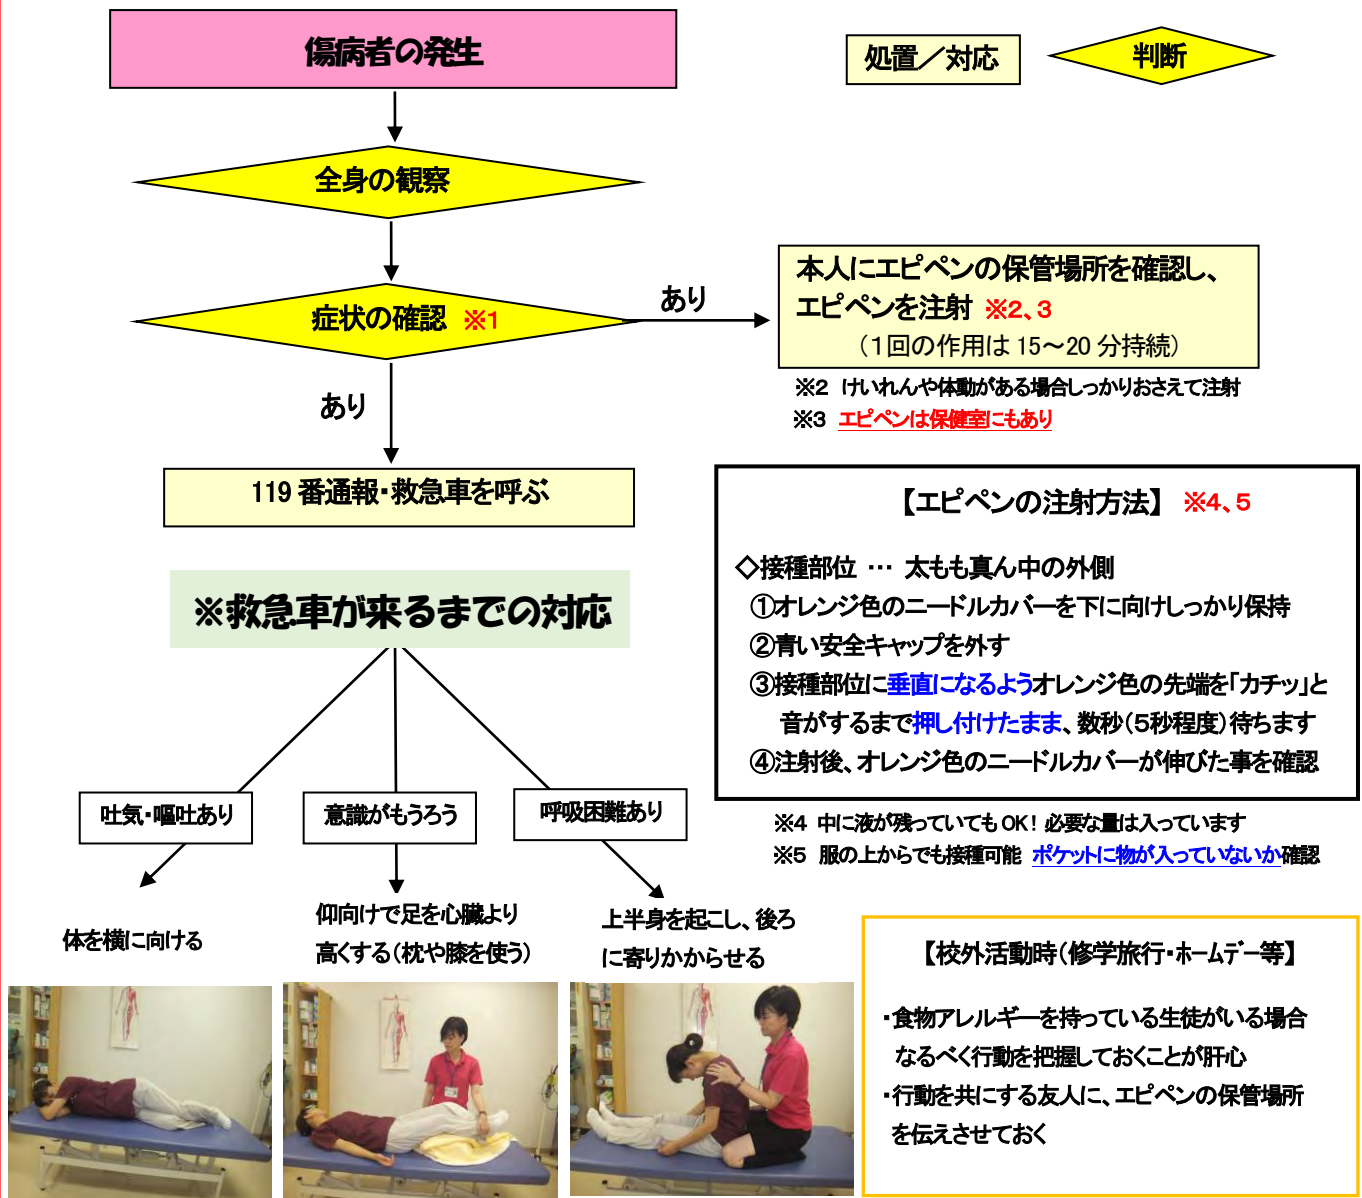 傷病者の発生
処置／対応
判断
全身の観察
症状の確認 ※1
あり
本人にエピペンの保管場所を確認し、
エピペンを注射 ※2、3
（１回の作用は 15～20 分持続）
※2 けいれんや体動がある場合しっかりおさえて注射
※3 エピペンは保健室にもあり
あり
119 番通報・救急車を呼ぶ
【エピペンの注射方法】 ※4、5
◇接種部位 … 太もも真ん中の外側
①オレンジ色のニードルカバーを下に向けしっかり保持
②青い安全キャップを外す
③接種部位に垂直になるようオレンジ色の先端を「カチッ」と
音がするまで押し付けたまま、数秒（5秒程度）待ちます
④注射後、オレンジ色のニードルカバーが伸びた事を確認
※4 中に液が残っていてもOK！必要な量は入っています
※5 服の上からでも接種可能 ポケットに物が入っていないか確認
※救急車が来るまでの対応
吐気・嘔吐あり
意識がもうろう
呼吸困難あり
体を横に向ける
仰向けで足を心臓より
高くする（枕や膝を使う）
上半身を起こし、後ろ
に寄りかからせる
【校外活動時（修学旅行・ホームデー等】
・食物アレルギーを持っている生徒がいる場合
なるべく行動を把握しておくことが肝心
・行動を共にする友人に、エピペンの保管場所
を伝えさせておく